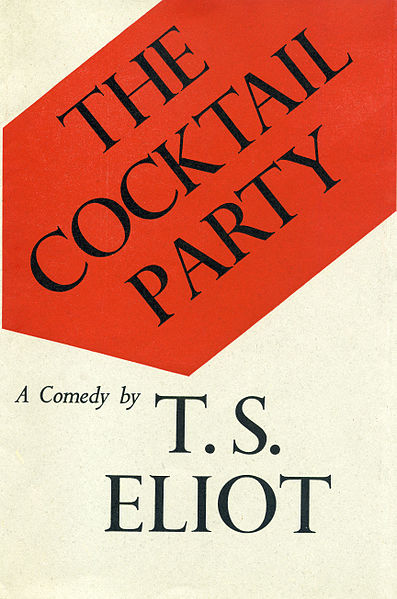 THE
COCKTAIL
PARTY
A Comedy by
T. S.
ELIOT